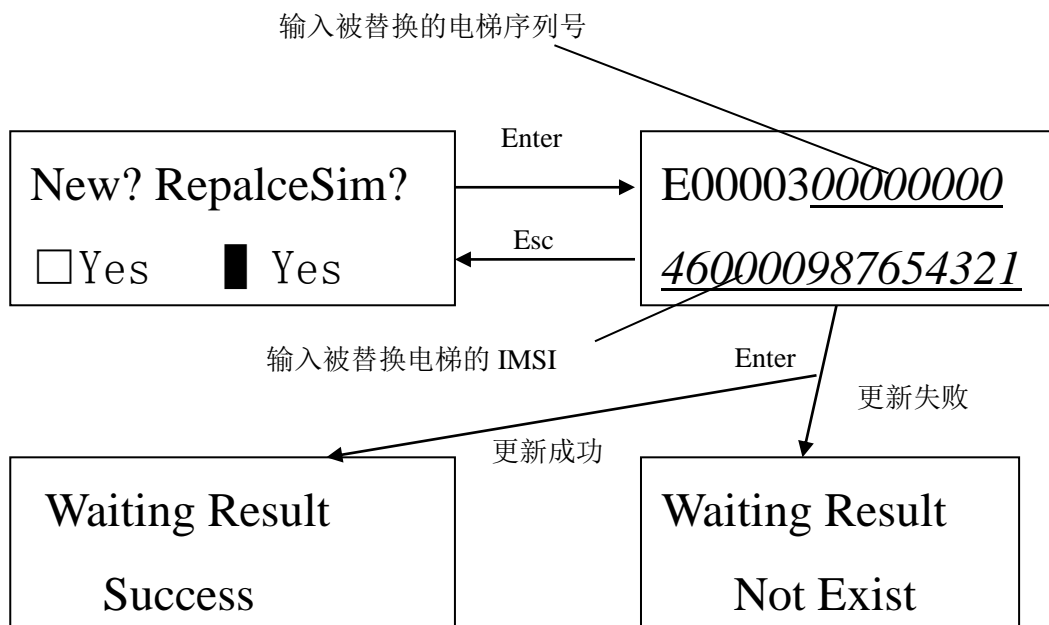 输入被替换的电梯序列号
Enter
New? RepalceSim?
□Yes █ Yes
Esc
E0000300000000
460000987654321
输入被替换电梯的 IMSI
Enter
更新失败
更新成功
Waiting Result
Success
Waiting Result
Not Exist